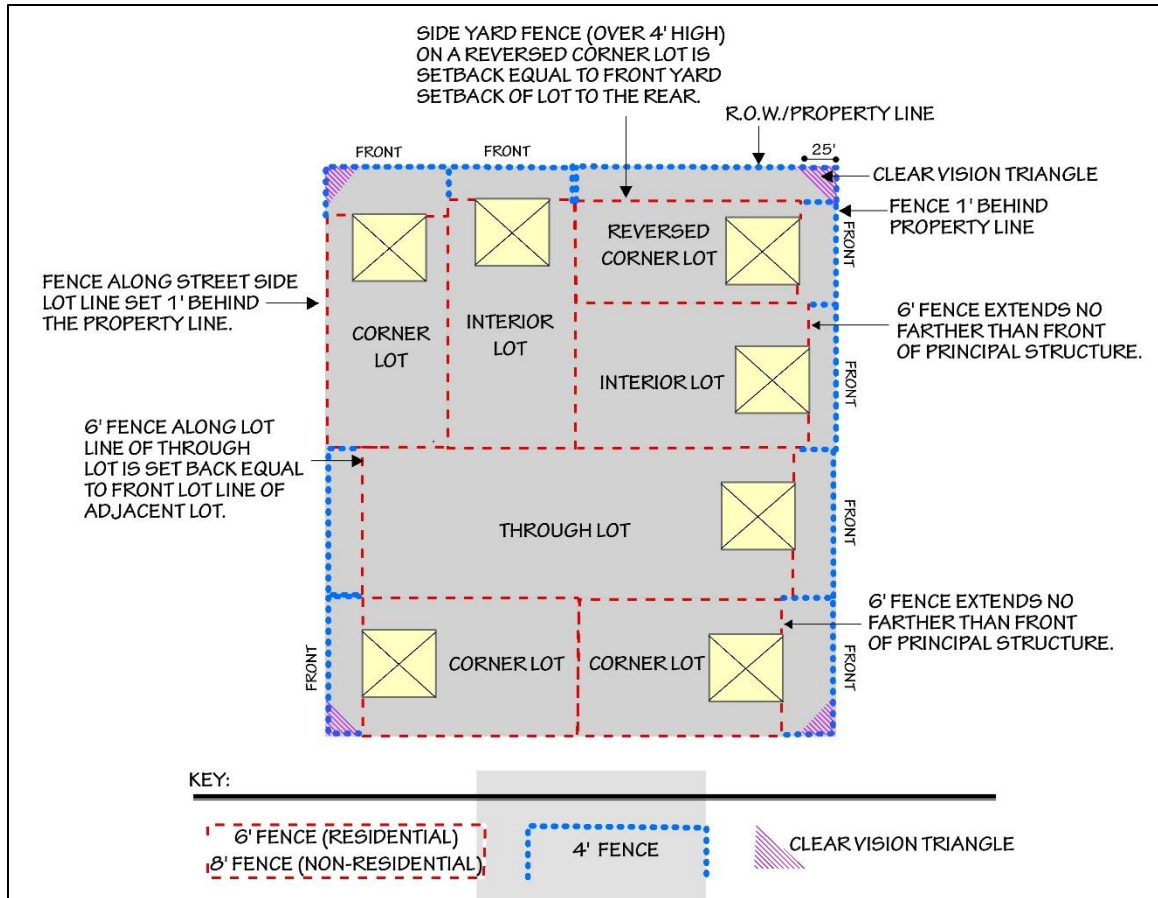 SIDE YARD FENCE (OVER 4' HIGH)
ON A REVERSED CORNER LOT IS
SETBACK EQUAL TO FRONT YARD
SETBACK OF LOT TO THE REAR.
R.O.W./PROPERTY LINE
FRONT
FRONT
25'
CLEAR VISION TRIANGLE
FENCE 1' BEHIND
PROPERTY LINE
FRONT
REVERSED
CORNER LOT
FENCE ALONG STREET SIDE
LOT LINE SET 1' BEHIND
THE PROPERTY LINE.
CORNER
LOT
INTERIOR
LOT
6' FENCE EXTENDS NO
FARTHER THAN FRONT
OF PRINCIPAL STRUCTURE.
INTERIOR LOT
FRONT
6' FENCE ALONG LOT
LINE OF THROUGH
LOT IS SET BACK EQUAL
TO FRONT LOT LINE OF
ADJACENT LOT.
THROUGH LOT
FRONT
6' FENCE EXTENDS NO
FARTHER THAN FRONT
OF PRINCIPAL STRUCTURE.
FRONT
CORNER LOT
CORNER LOT
FRONT
KEY:
6' FENCE (RESIDENTIAL)
8' FENCE (NON-RESIDENTIAL)
4' FENCE
CLEAR VISION TRIANGLE